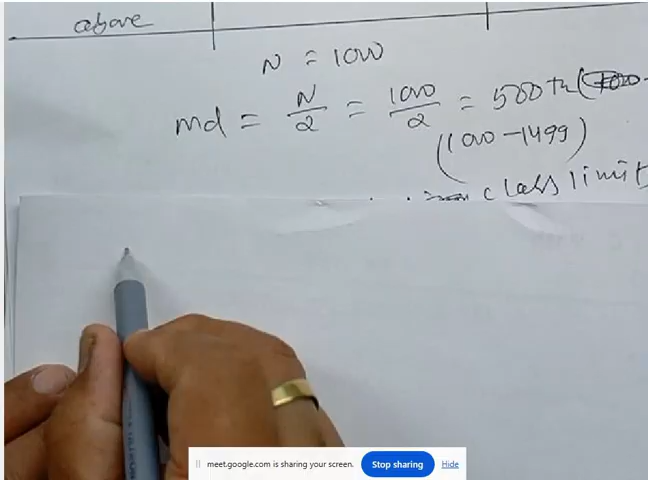 above
N = 1000
md = N/2 = 1000/2 = 500th (
(1000 - 1499)
class limit
meet.google.com is sharing your screen. Stop sharing Hide